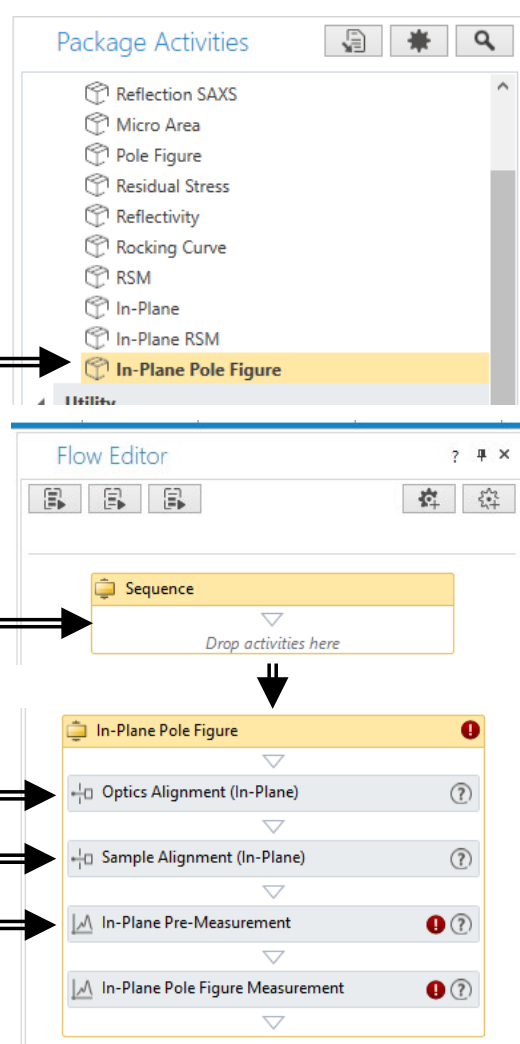 Package Activities
Reflection SAXS
Micro Area
Pole Figure
Residual Stress
Reflectivity
Rocking Curve
RSM
In-Plane
In-Plane RSM
In-Plane Pole Figure
Utility
Flow Editor ?
Sequence
Drop activities here
In-Plane Pole Figure !
Optics Alignment (In-Plane) ?
Sample Alignment (In-Plane) ?
In-Plane Pre-Measurement ! ?
In-Plane Pole Figure Measurement ! ?